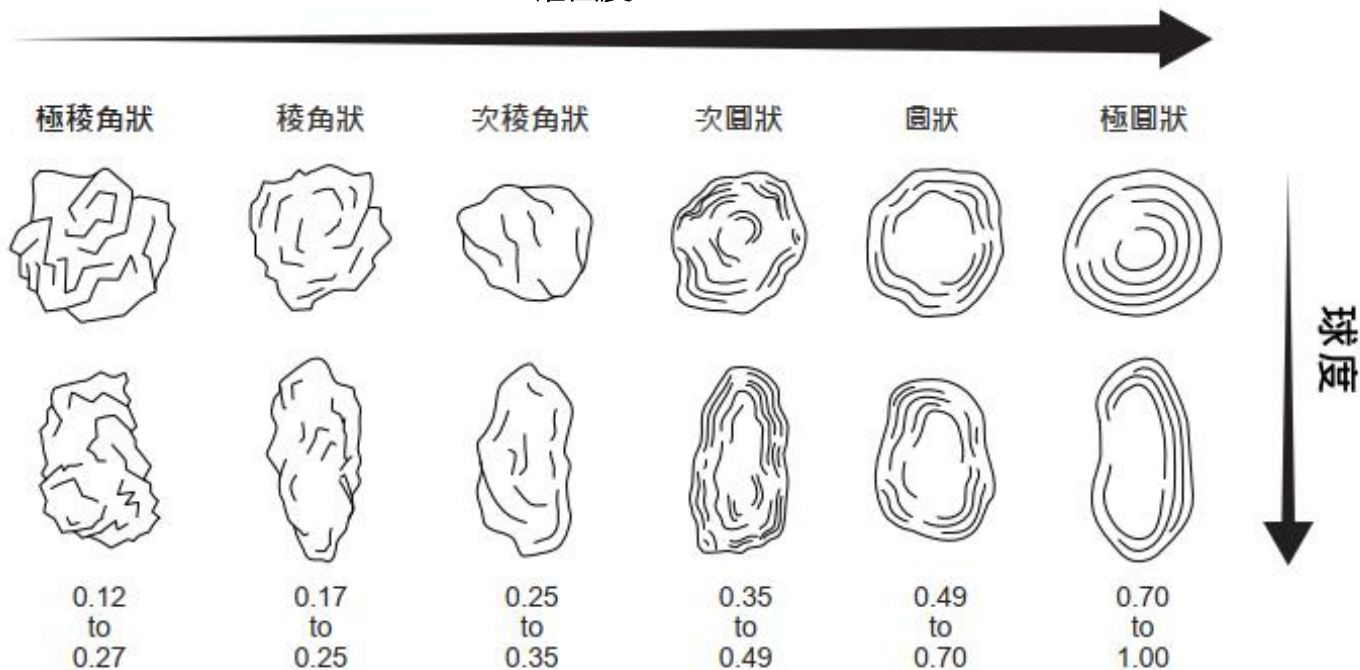 極稜角狀 稜角狀 次稜角狀 次圓狀 圓狀 極圓狀
球度
0.12 0.17 0.25 0.35 0.49 0.70
to to to to to to
0.27 0.25 0.35 0.49 0.70 1.00